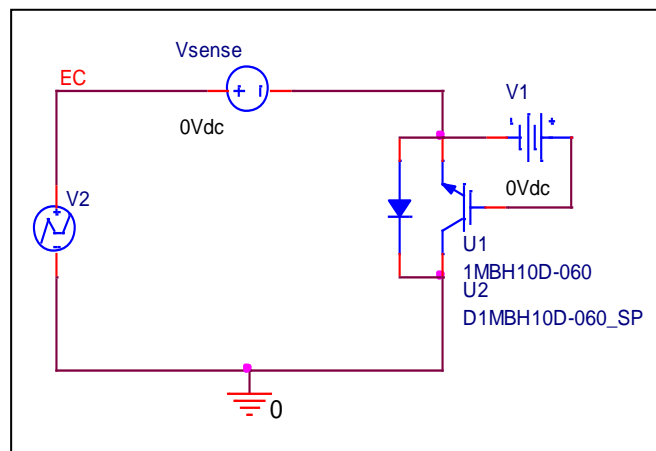 Vsense
EC
0Vdc
V1
0Vdc
V2
U1
1MBH10D-060
U2
D1MBH10D-060_SP
0